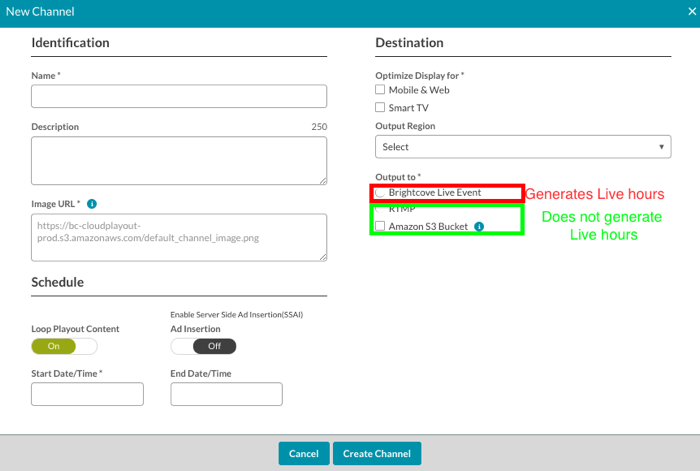 New Channel
×
Identification
Name *
Description
250
Image URL *
i
https://bc-cloudplayout-
prod.s3.amazonaws.com/default_channel_image.png
Schedule
Loop Playout Content
On
Enable Server Side Ad Insertion(SSAI)
Ad Insertion
Off
Start Date/Time *
End Date/Time
Destination
Optimize Display for *
Mobile & Web
Smart TV
Output Region
Select
Output to *
Brightcove Live Event
Generates Live hours
RTMP
Amazon S3 Bucket
i
Does not generate
Live hours
Cancel
Create Channel